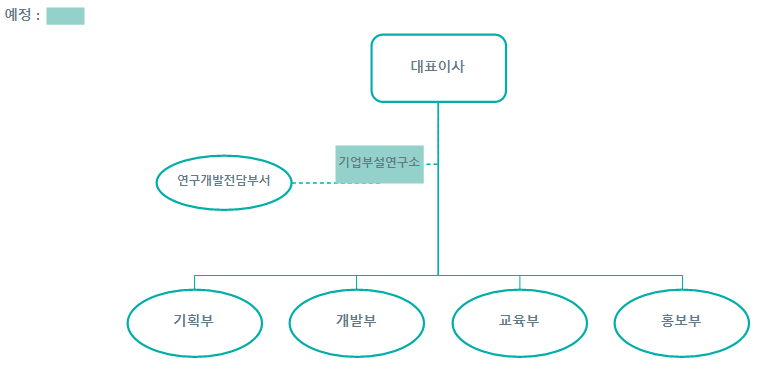 예정 :
대표이사
기업부설연구소
연구개발전담부서
기획부
개발부
교육부
홍보부